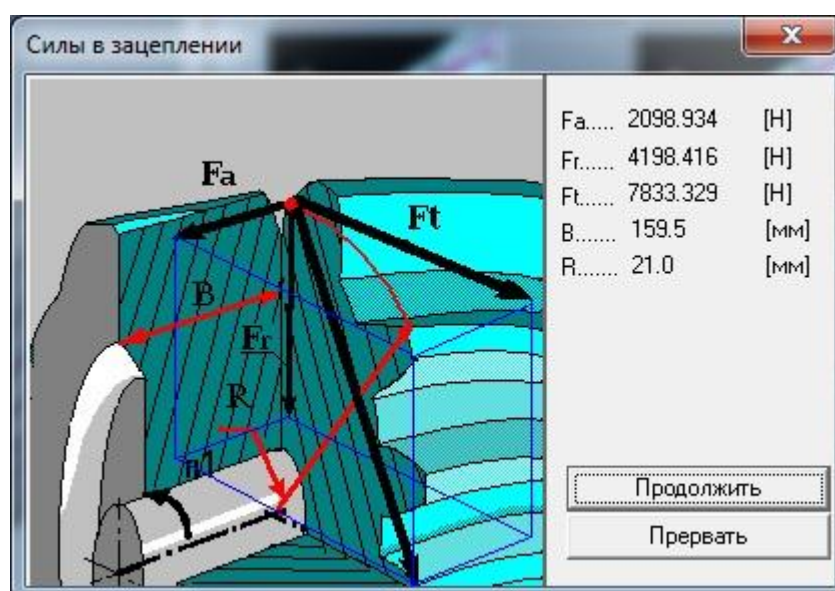 Силы в зацеплении
Fa..... 2098.934 [Н]
Fr...... 4198.416 [Н]
Ft...... 7833.329 [Н]
B....... 159.5 [мм]
R....... 21.0 [мм]
Fa
Ft
B
Fr
R
n1
Продолжить
Прервать